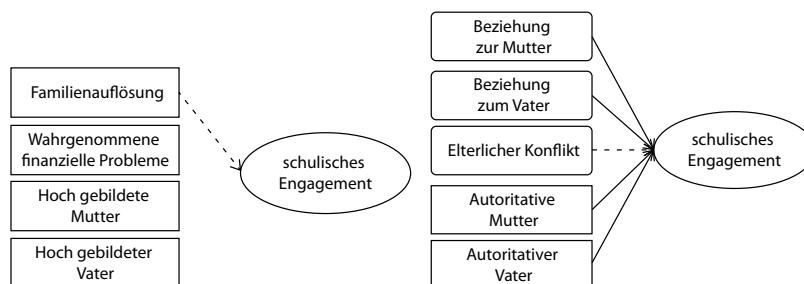 Familienauflösung
Wahrgenommene
finanzielle Probleme
Hoch gebildete
Mutter
Hoch gebildeter
Vater
schulisches
Engagement
Beziehung
zur Mutter
Beziehung
zum Vater
Elterlicher Konflikt
Autoritative
Mutter
Autoritativer
Vater
schulisches
Engagement